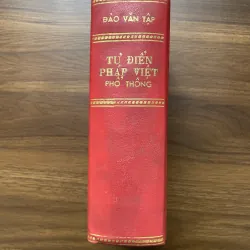 ĐÀO VĂN TẬP
TỰ ĐIỂN
PHÁP VIỆT
PHỔ THÔNG